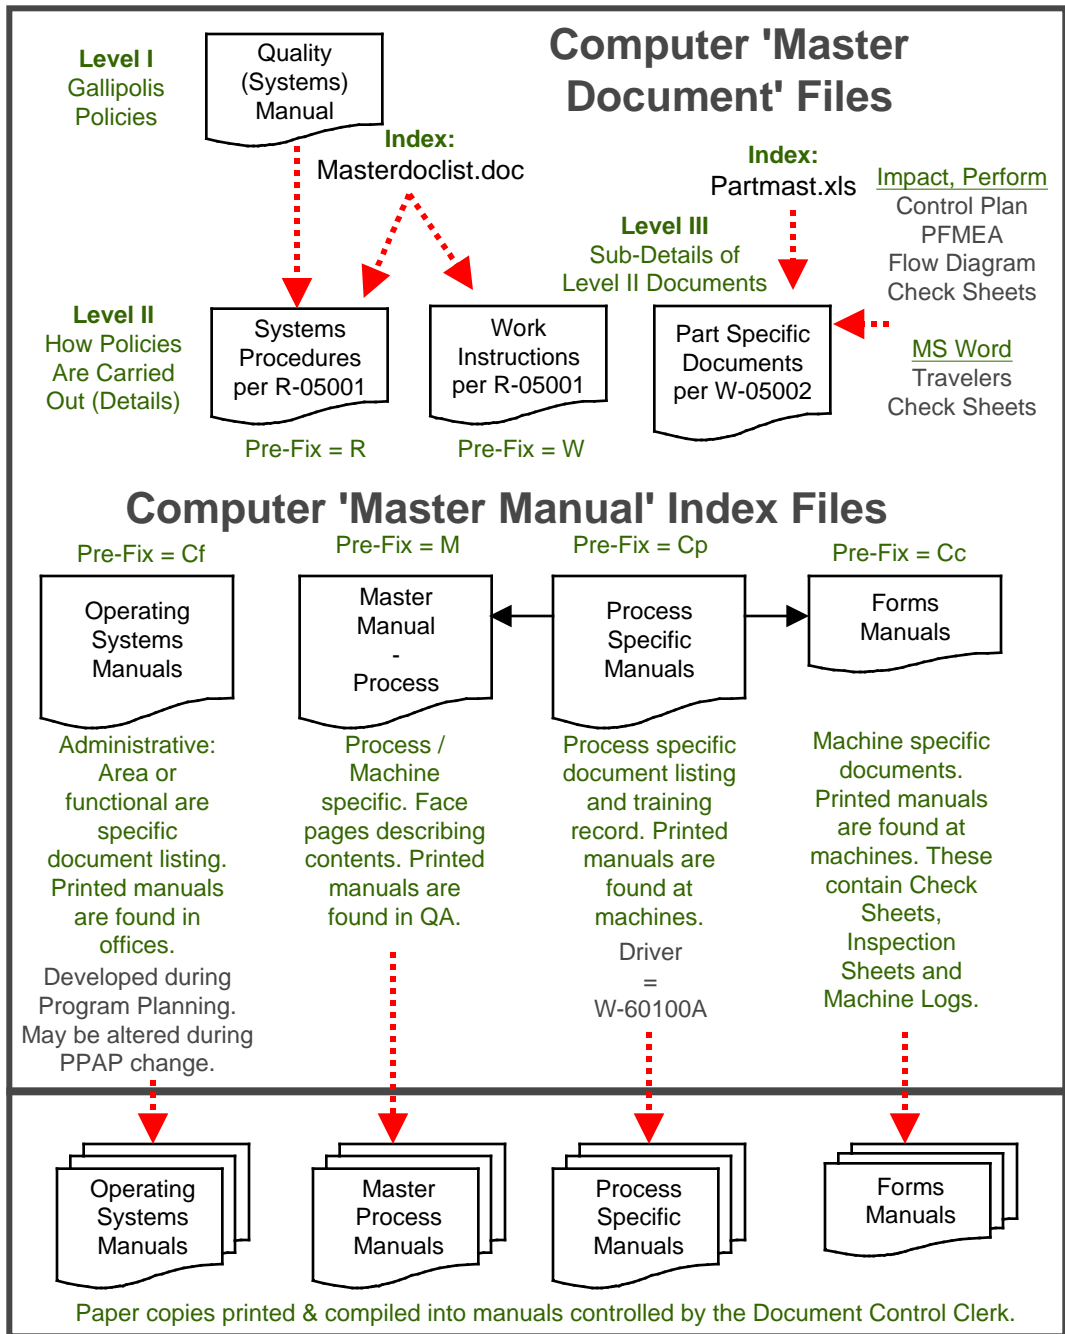 Computer 'Master
Document' Files
Level I
Gallipolis
Policies
Quality
(Systems)
Manual
Index:
Masterdoclist.doc
Index:
Partmast.xls
Impact, Perform
Control Plan
PFMEA
Flow Diagram
Check Sheets
Level III
Sub-Details of
Level II Documents
Level II
How Policies
Are Carried
Out (Details)
Systems
Procedures
per R-05001
Work
Instructions
per R-05001
Part Specific
Documents
per W-05002
MS Word
Travelers
Check Sheets
Pre-Fix = R
Pre-Fix = W
Computer 'Master Manual' Index Files
Pre-Fix = Cf
Pre-Fix = M
Pre-Fix = Cp
Pre-Fix = Cc
Operating
Systems
Manuals
Master
Manual
-
Process
Process
Specific
Manuals
Forms
Manuals
Administrative:
Area or
functional are
specific
document listing.
Printed manuals
are found in
offices.
Developed during
Program Planning.
May be altered during
PPAP change.
Process /
Machine
specific. Face
pages describing
contents. Printed
manuals are
found in QA.
Process specific
document listing
and training
record. Printed
manuals are
found at
machines.
Driver
=
W-60100A
Machine specific
documents.
Printed manuals
are found at
machines. These
contain Check
Sheets,
Inspection
Sheets and
Machine Logs.
Operating
Systems
Manuals
Master
Process
Manuals
Process
Specific
Manuals
Forms
Manuals
Paper copies printed & compiled into manuals controlled by the Document Control Clerk.